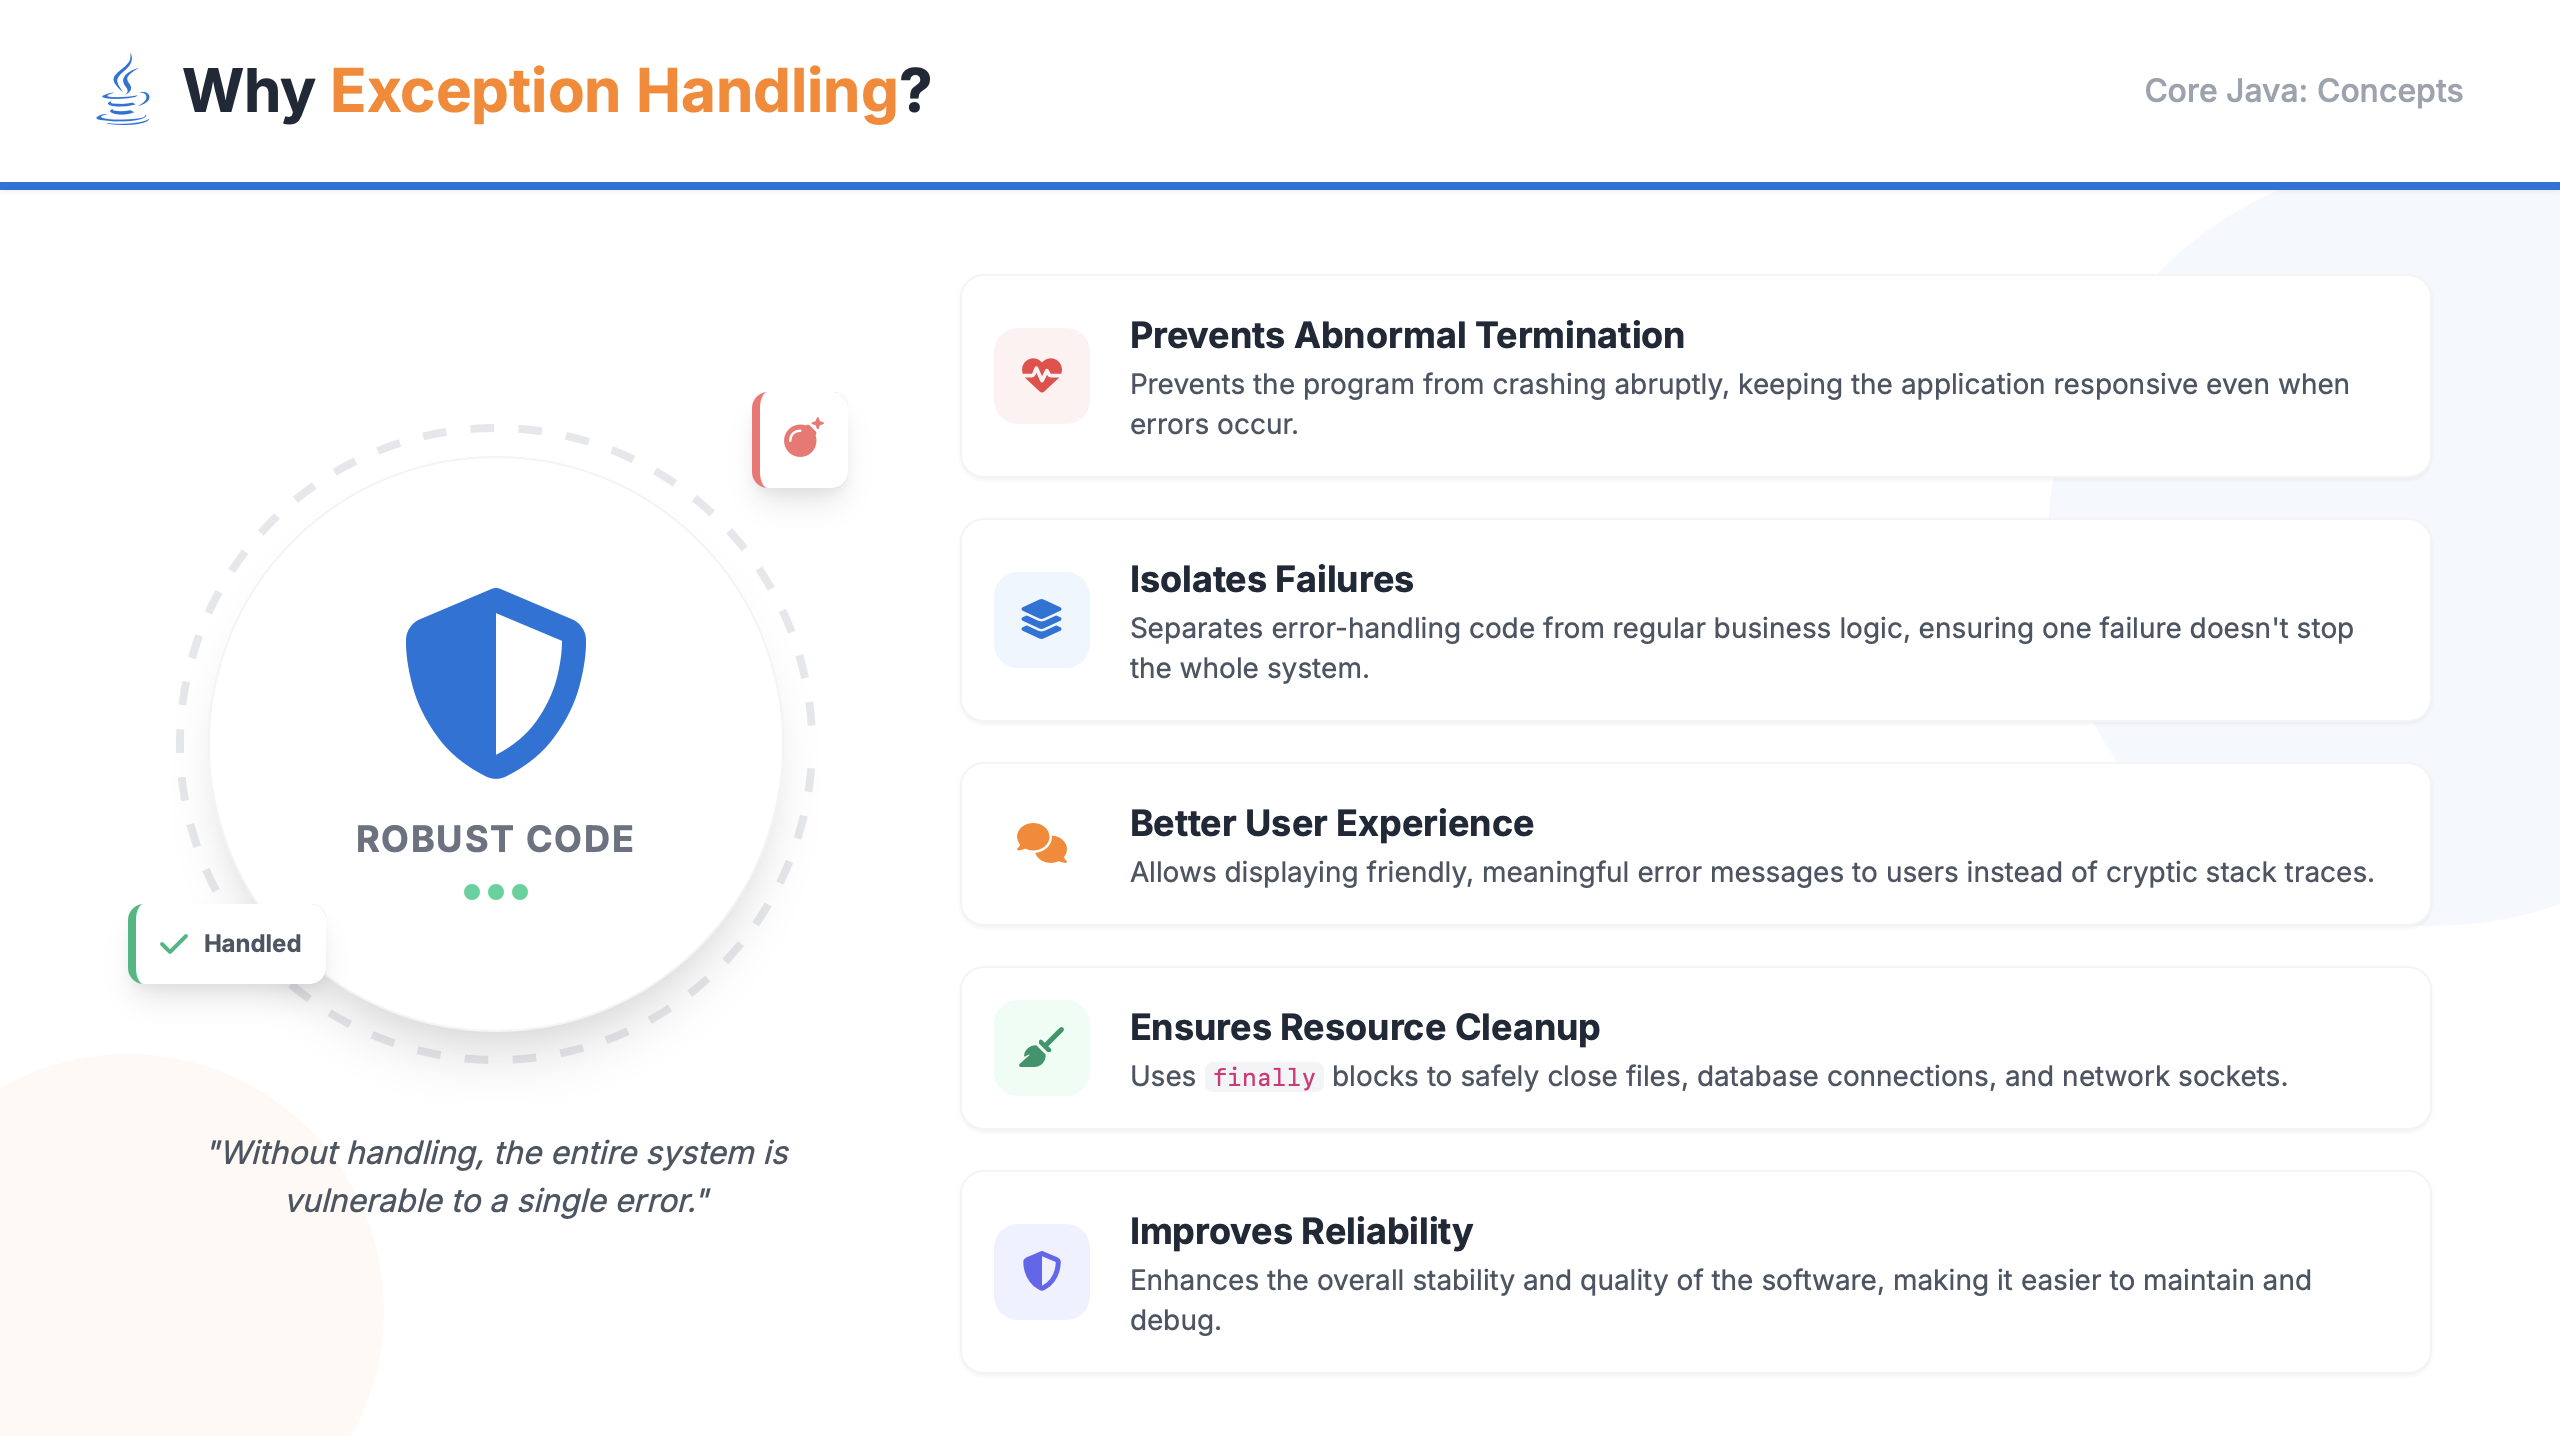 Why Exception Handling?
Core Java: Concepts
ROBUST CODE
Handled
"Without handling, the entire system is
vulnerable to a single error."
Prevents Abnormal Termination
Prevents the program from crashing abruptly, keeping the application responsive even when
errors occur.
Isolates Failures
Separates error-handling code from regular business logic, ensuring one failure doesn't stop
the whole system.
Better User Experience
Allows displaying friendly, meaningful error messages to users instead of cryptic stack traces.
Ensures Resource Cleanup
Uses finally blocks to safely close files, database connections, and network sockets.
Improves Reliability
Enhances the overall stability and quality of the software, making it easier to maintain and
debug.